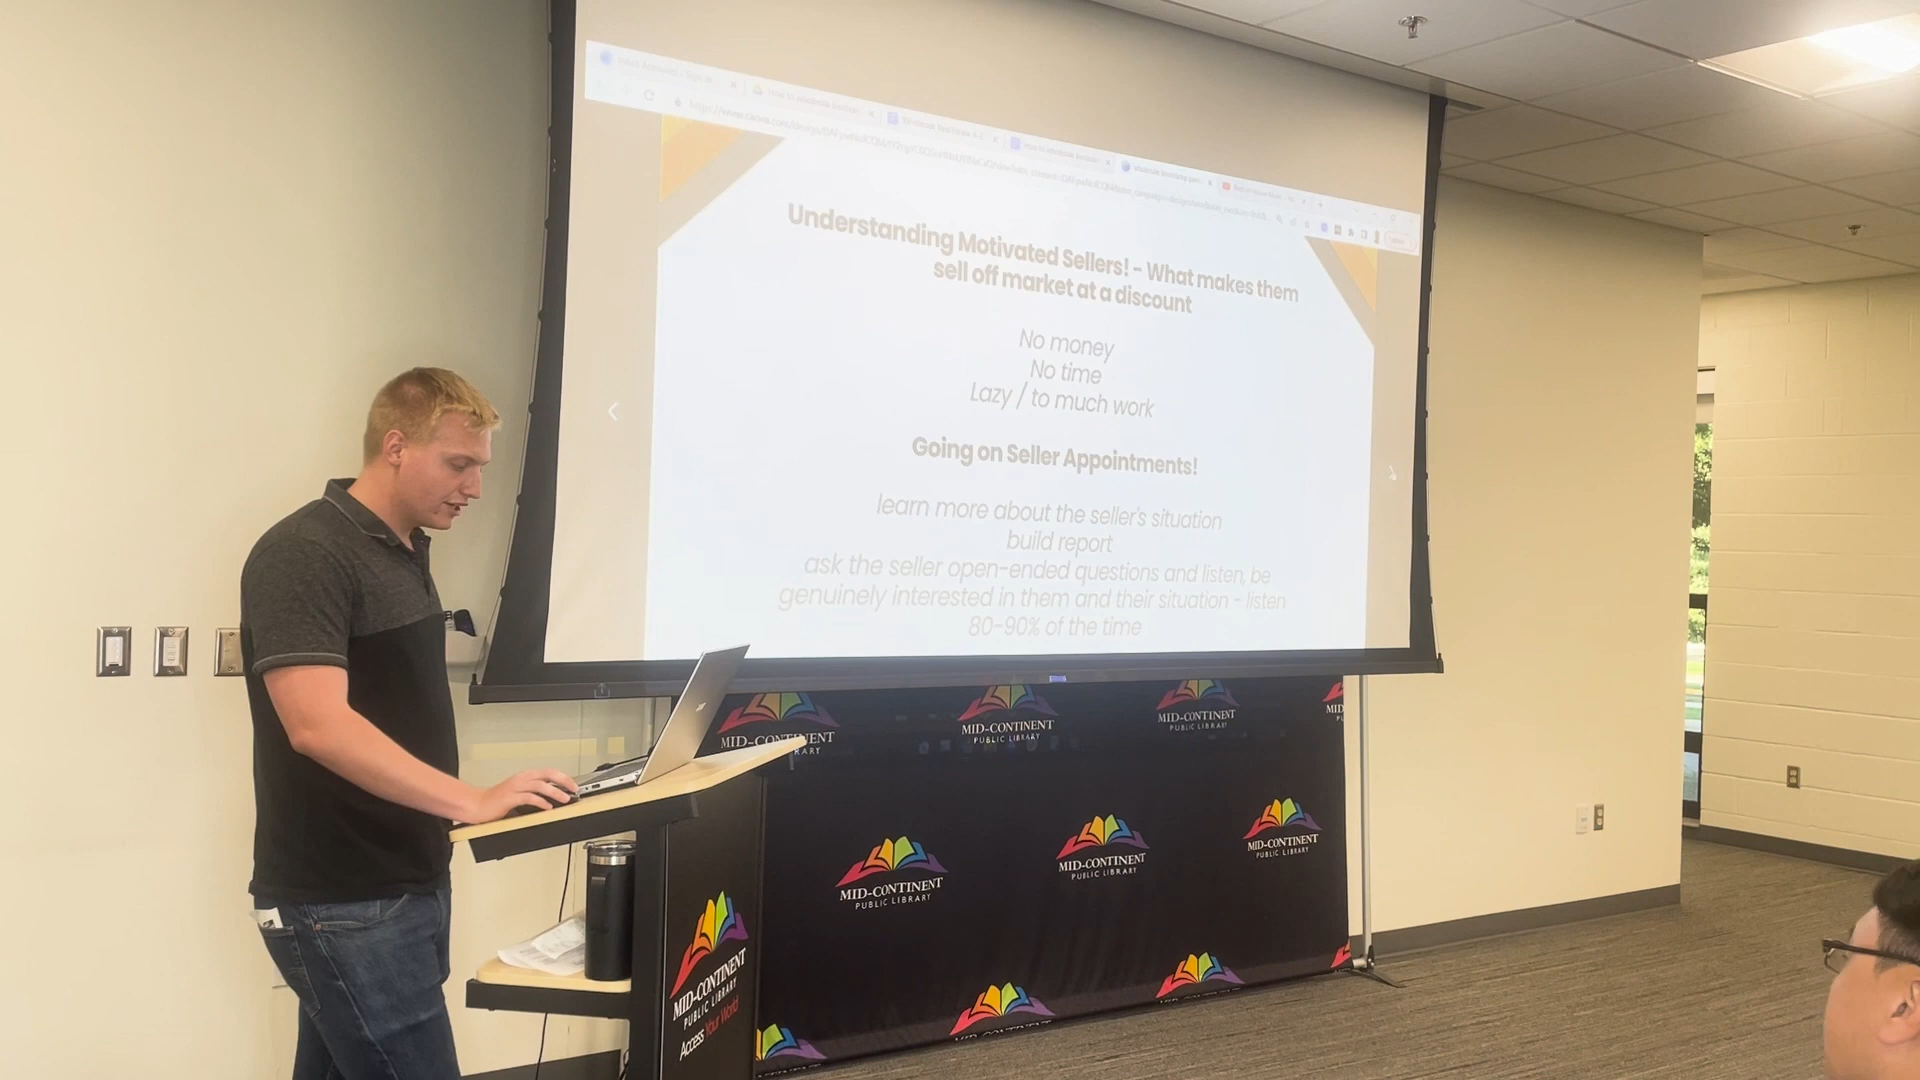 Understanding Motivated Sellers! - What makes them
sell off market at a discount
No money
No time
Lazy / to much work
Going on Seller Appointments!
learn more about the seller's situation
build report
ask the seller open-ended questions and listen, be
genuinely interested in them and their situation - listen
80-90% of the time
MID-CONTINENT
RARY
MID-CONTINENT
PUBLIC LIBRARY
MID-CONTINENT
PUBLIC LIBRARY
MID
MID-CONTINENT
PUBLIC LIBRARY
MID-CONTINENT
PUBLIC LIBRARY
MID-CONTINENT
PUBLIC LIBRARY
MID-CONTINENT
PUBLIC LIBRARY
Access Your World